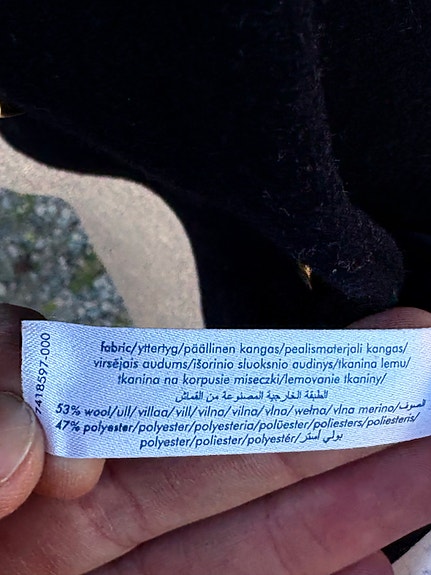 7418597-000
fabric/yttertyg/päällinen kangas/pealismaterjali kangas/
virsējais audums/išorinio sluoksnio audinys/tkanina lemu/
tkanina na korpusie miseczki/lemovanie tkaniny/
الطبقة الخارجية المصنوعة من القماش
53% wool/ull/villaa/vill/vilna/vilna/vlna/wełna/vlna merino/الصوف
47% polyester/polyester/polyesteria/polüester/poliesters/poliesteris/
polyester/poliester/polyestér/بولي أستر